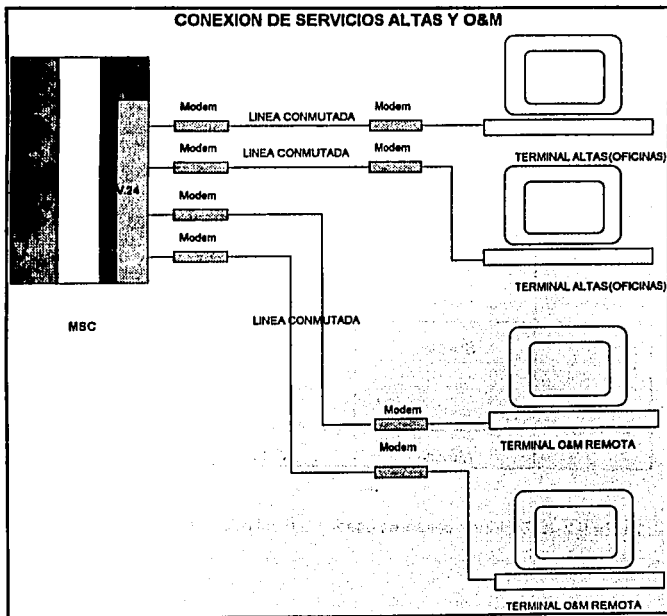 CONEXION DE SERVICIOS ALTAS Y O&M
Modem
LINEA CONMUTADA
Modem
TERMINAL ALTAS(OFICINAS)
Modem
LINEA CONMUTADA
Modem
V.24
Modem
Modem
TERMINAL ALTAS(OFICINAS)
MSC
LINEA CONMUTADA
Modem
TERMINAL O&M REMOTA
Modem
TERMINAL O&M REMOTA